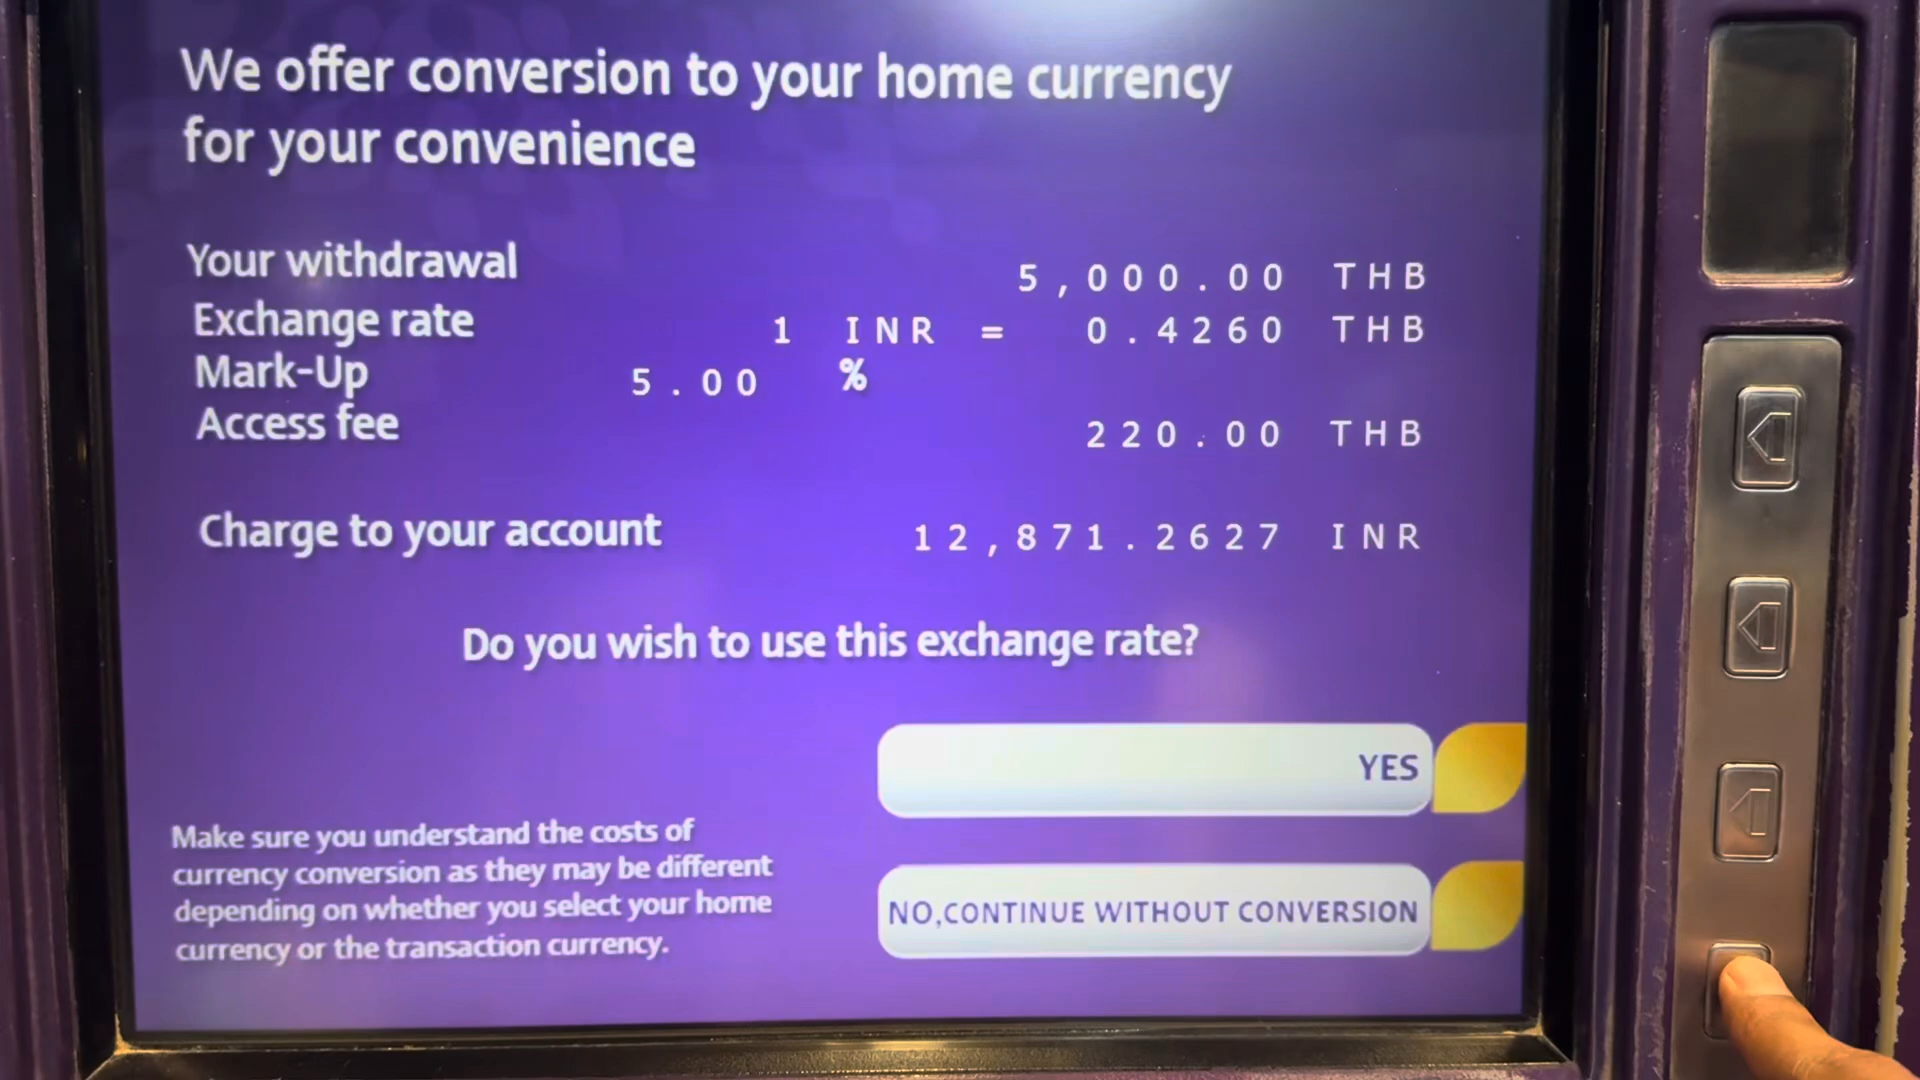 We offer conversion to your home currency
for your convenience
Your withdrawal 5,000.00 THB
Exchange rate 1 INR = 0.4260 THB
Mark-Up 5.00 %
Access fee 220.00 THB
Charge to your account 12,871.2627 INR
Do you wish to use this exchange rate?
YES
Make sure you understand the costs of
currency conversion as they may be different
depending on whether you select your home
currency or the transaction currency.
NO,CONTINUE WITHOUT CONVERSION